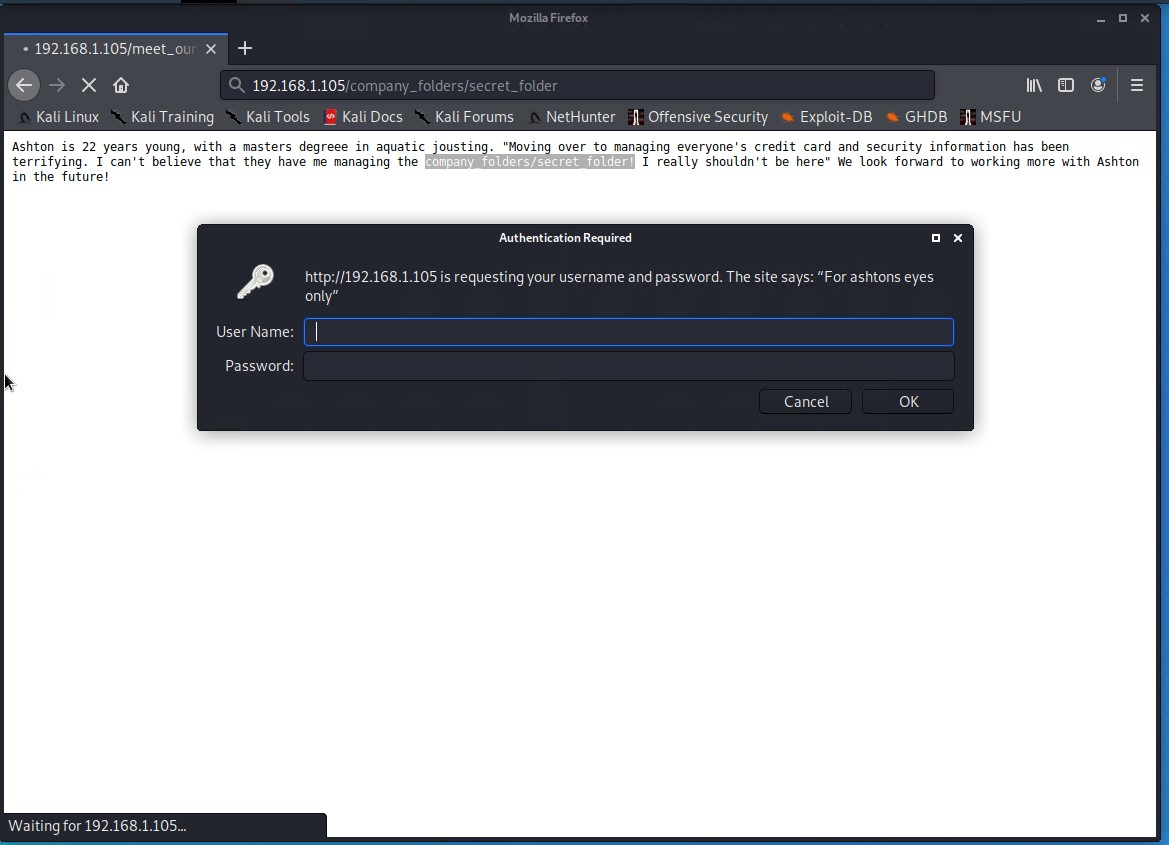 Mozilla Firefox
192.168.1.105/meet_our
192.168.1.105/company_folders/secret_folder
Kali Linux Kali Training Kali Tools Kali Docs Kali Forums NetHunter Offensive Security Exploit-DB GHDB MSFU
Ashton is 22 years young, with a masters degreee in aquatic jousting. "Moving over to managing everyone's credit card and security information has been
terrifying. I can't believe that they have me managing the company_folders/secret_folder! I really shouldn't be here" We look forward to working more with Ashton
in the future!
Authentication Required
http://192.168.1.105 is requesting your username and password. The site says: “For ashtons eyes
only”
User Name:
Password:
Cancel OK
Waiting for 192.168.1.105...